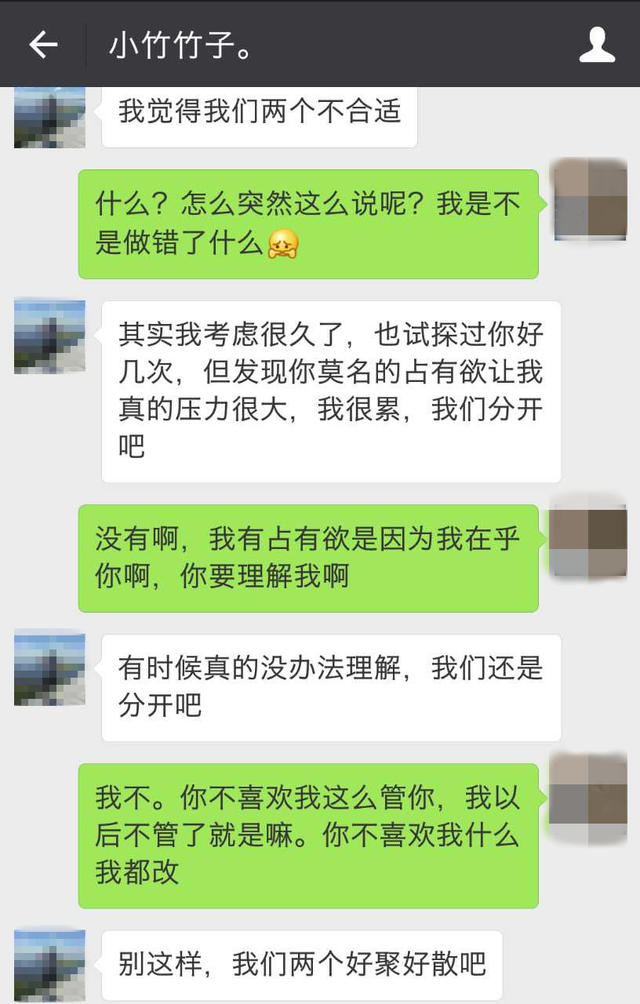 小竹竹子。
我觉得我们两个不合适
什么？怎么突然这么说呢？我是不
是做错了什么
其实我考虑很久了，也试探过你好
几次，但发现你莫名的占有欲让我
真的压力很大，我很累，我们分开
吧
没有啊，我有占有欲是因为我在乎
你啊，你要理解我啊
有时候真的没办法理解，我们还是
分开吧
我不。你不喜欢我这么管你，我以
后不管了就是嘛。你不喜欢我什么
我都改
别这样，我们两个好聚好散吧